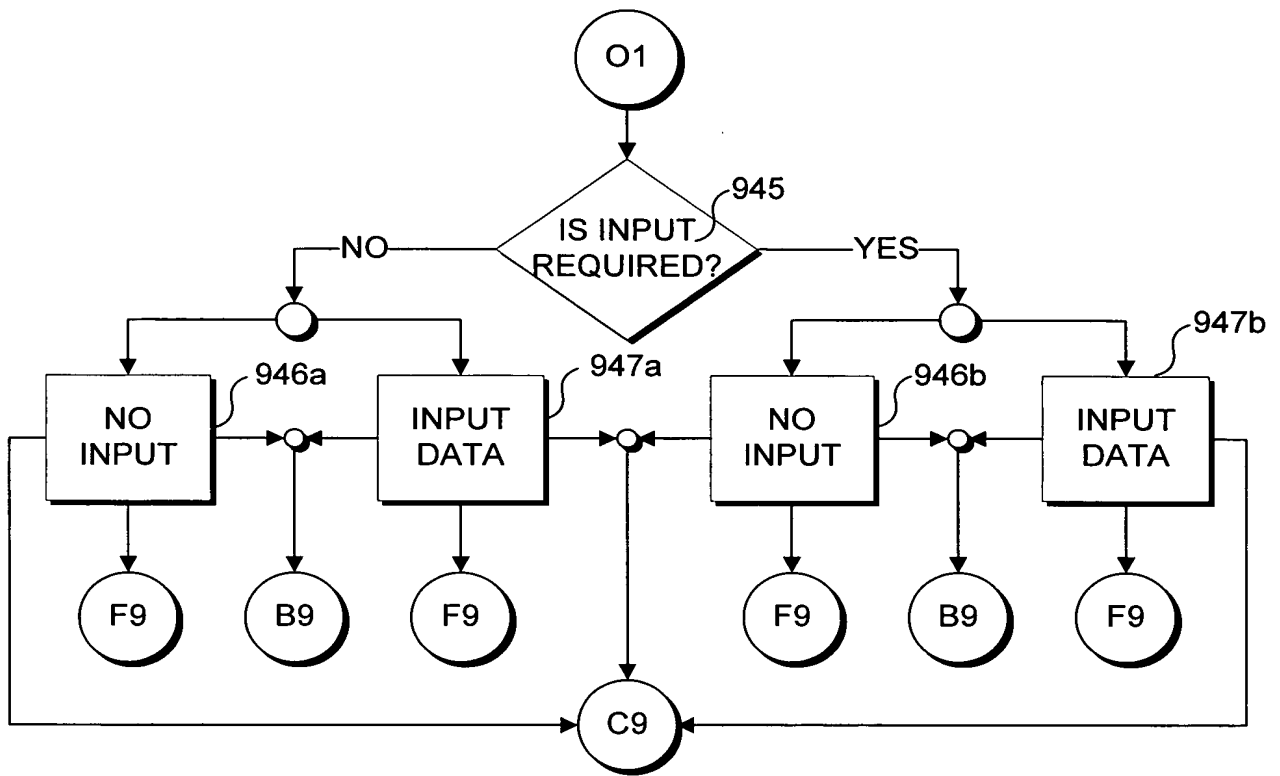 O1
945
IS INPUT
REQUIRED?
NO
YES
946a
947a
946b
947b
NO
INPUT
INPUT
DATA
NO
INPUT
INPUT
DATA
F9
B9
F9
F9
B9
F9
C9